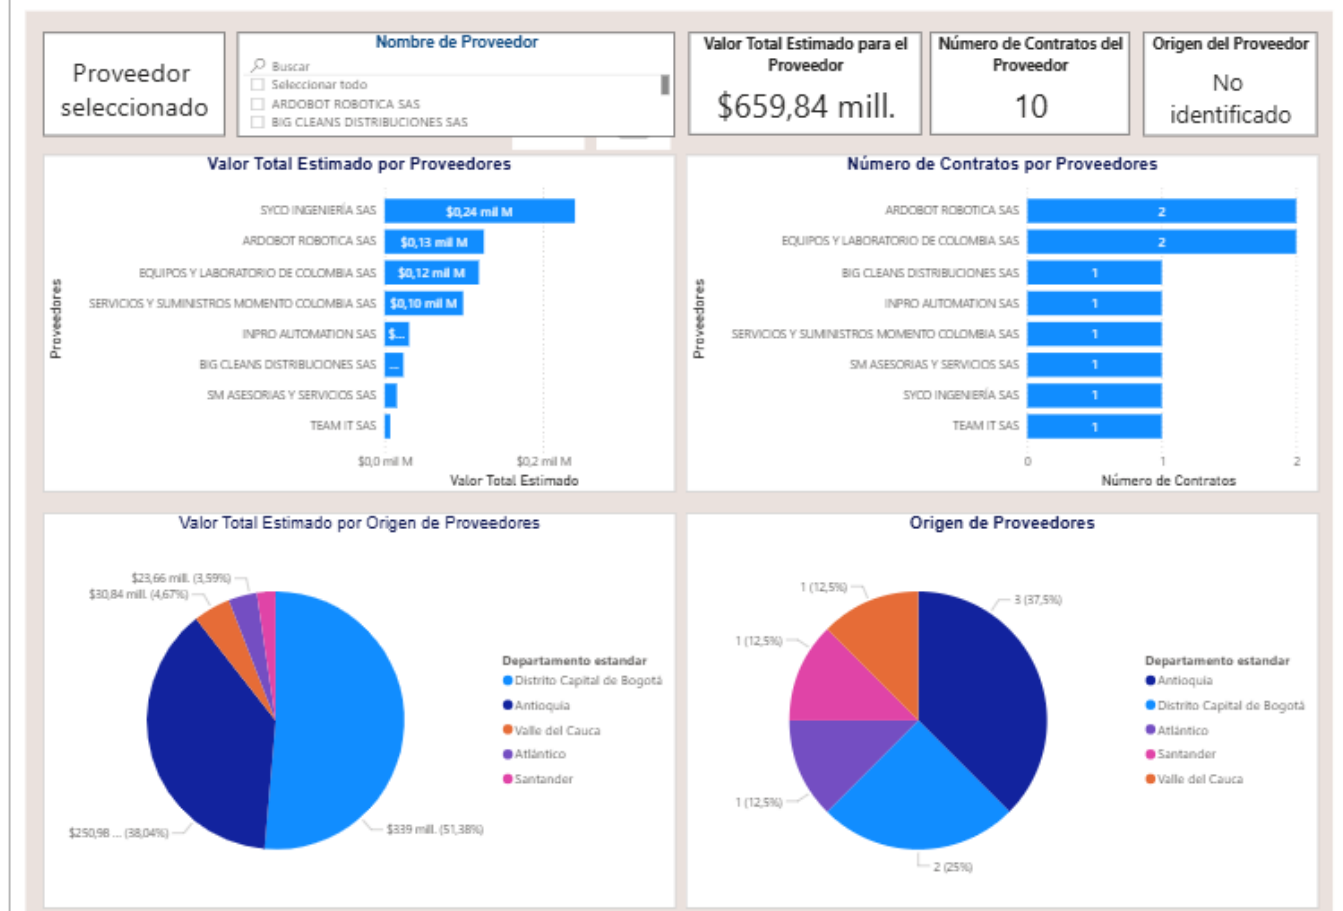 Proveedor
seleccionado
Nombre de Proveedor
Buscar
Seleccionar todo
ARDOBOT ROBOTICA SAS
BIG CLEANS DISTRIBUCIONES SAS
Valor Total Estimado para el
Proveedor
$659,84 mill.
Número de Contratos del
Proveedor
10
Origen del Proveedor
No
identificado
Valor Total Estimado por Proveedores
Proveedores
SYCO INGENIERÍA SAS $0,24 mil M
ARDOBOT ROBOTICA SAS $0,13 mil M
EQUIPOS Y LABORATORIO DE COLOMBIA SAS $0,12 mil M
SERVICIOS Y SUMINISTROS MOMENTO COLOMBIA SAS $0,10 mil M
INPRO AUTOMATION SAS $...
BIG CLEANS DISTRIBUCIONES SAS ...
SM ASESORIAS Y SERVICIOS SAS
TEAM IT SAS
$0,0 mil M $0,2 mil M
Valor Total Estimado
Número de Contratos por Proveedores
Proveedores
ARDOBOT ROBOTICA SAS 2
EQUIPOS Y LABORATORIO DE COLOMBIA SAS 2
BIG CLEANS DISTRIBUCIONES SAS 1
INPRO AUTOMATION SAS 1
SERVICIOS Y SUMINISTROS MOMENTO COLOMBIA SAS 1
SM ASESORIAS Y SERVICIOS SAS 1
SYCO INGENIERÍA SAS 1
TEAM IT SAS 1
0 1 2
Número de Contratos
Valor Total Estimado por Origen de Proveedores
$23,66 mill. (3,59%)
$30,84 mill. (4,67%)
$250,98 ... (38,04%)
$339 mill. (51,38%)
Departamento estandar
Distrito Capital de Bogotá
Antioquia
Valle del Cauca
Atlántico
Santander
Origen de Proveedores
1 (12,5%)
3 (37,5%)
1 (12,5%)
1 (12,5%)
2 (25%)
Departamento estandar
Antioquia
Distrito Capital de Bogotá
Atlántico
Santander
Valle del Cauca